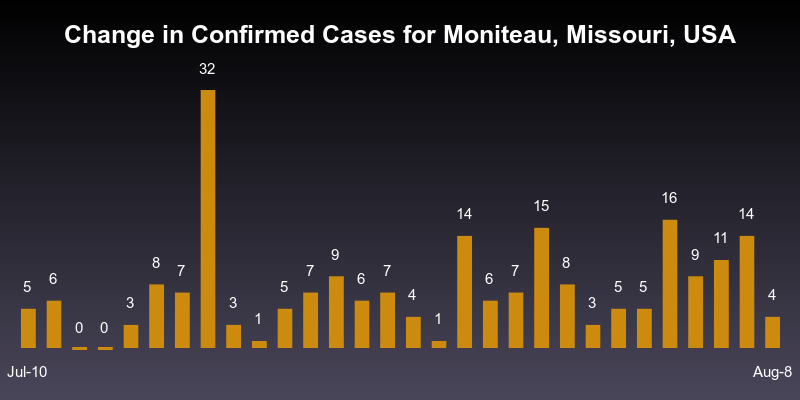 Change in Confirmed Cases for Moniteau, Missouri, USA
5 6 0 0 3 8 7 32 3 1 5 7 9 6 7 4 1 14 6 7 15 8 3 5 5 16 9 11 14 4
Jul-10 Aug-8